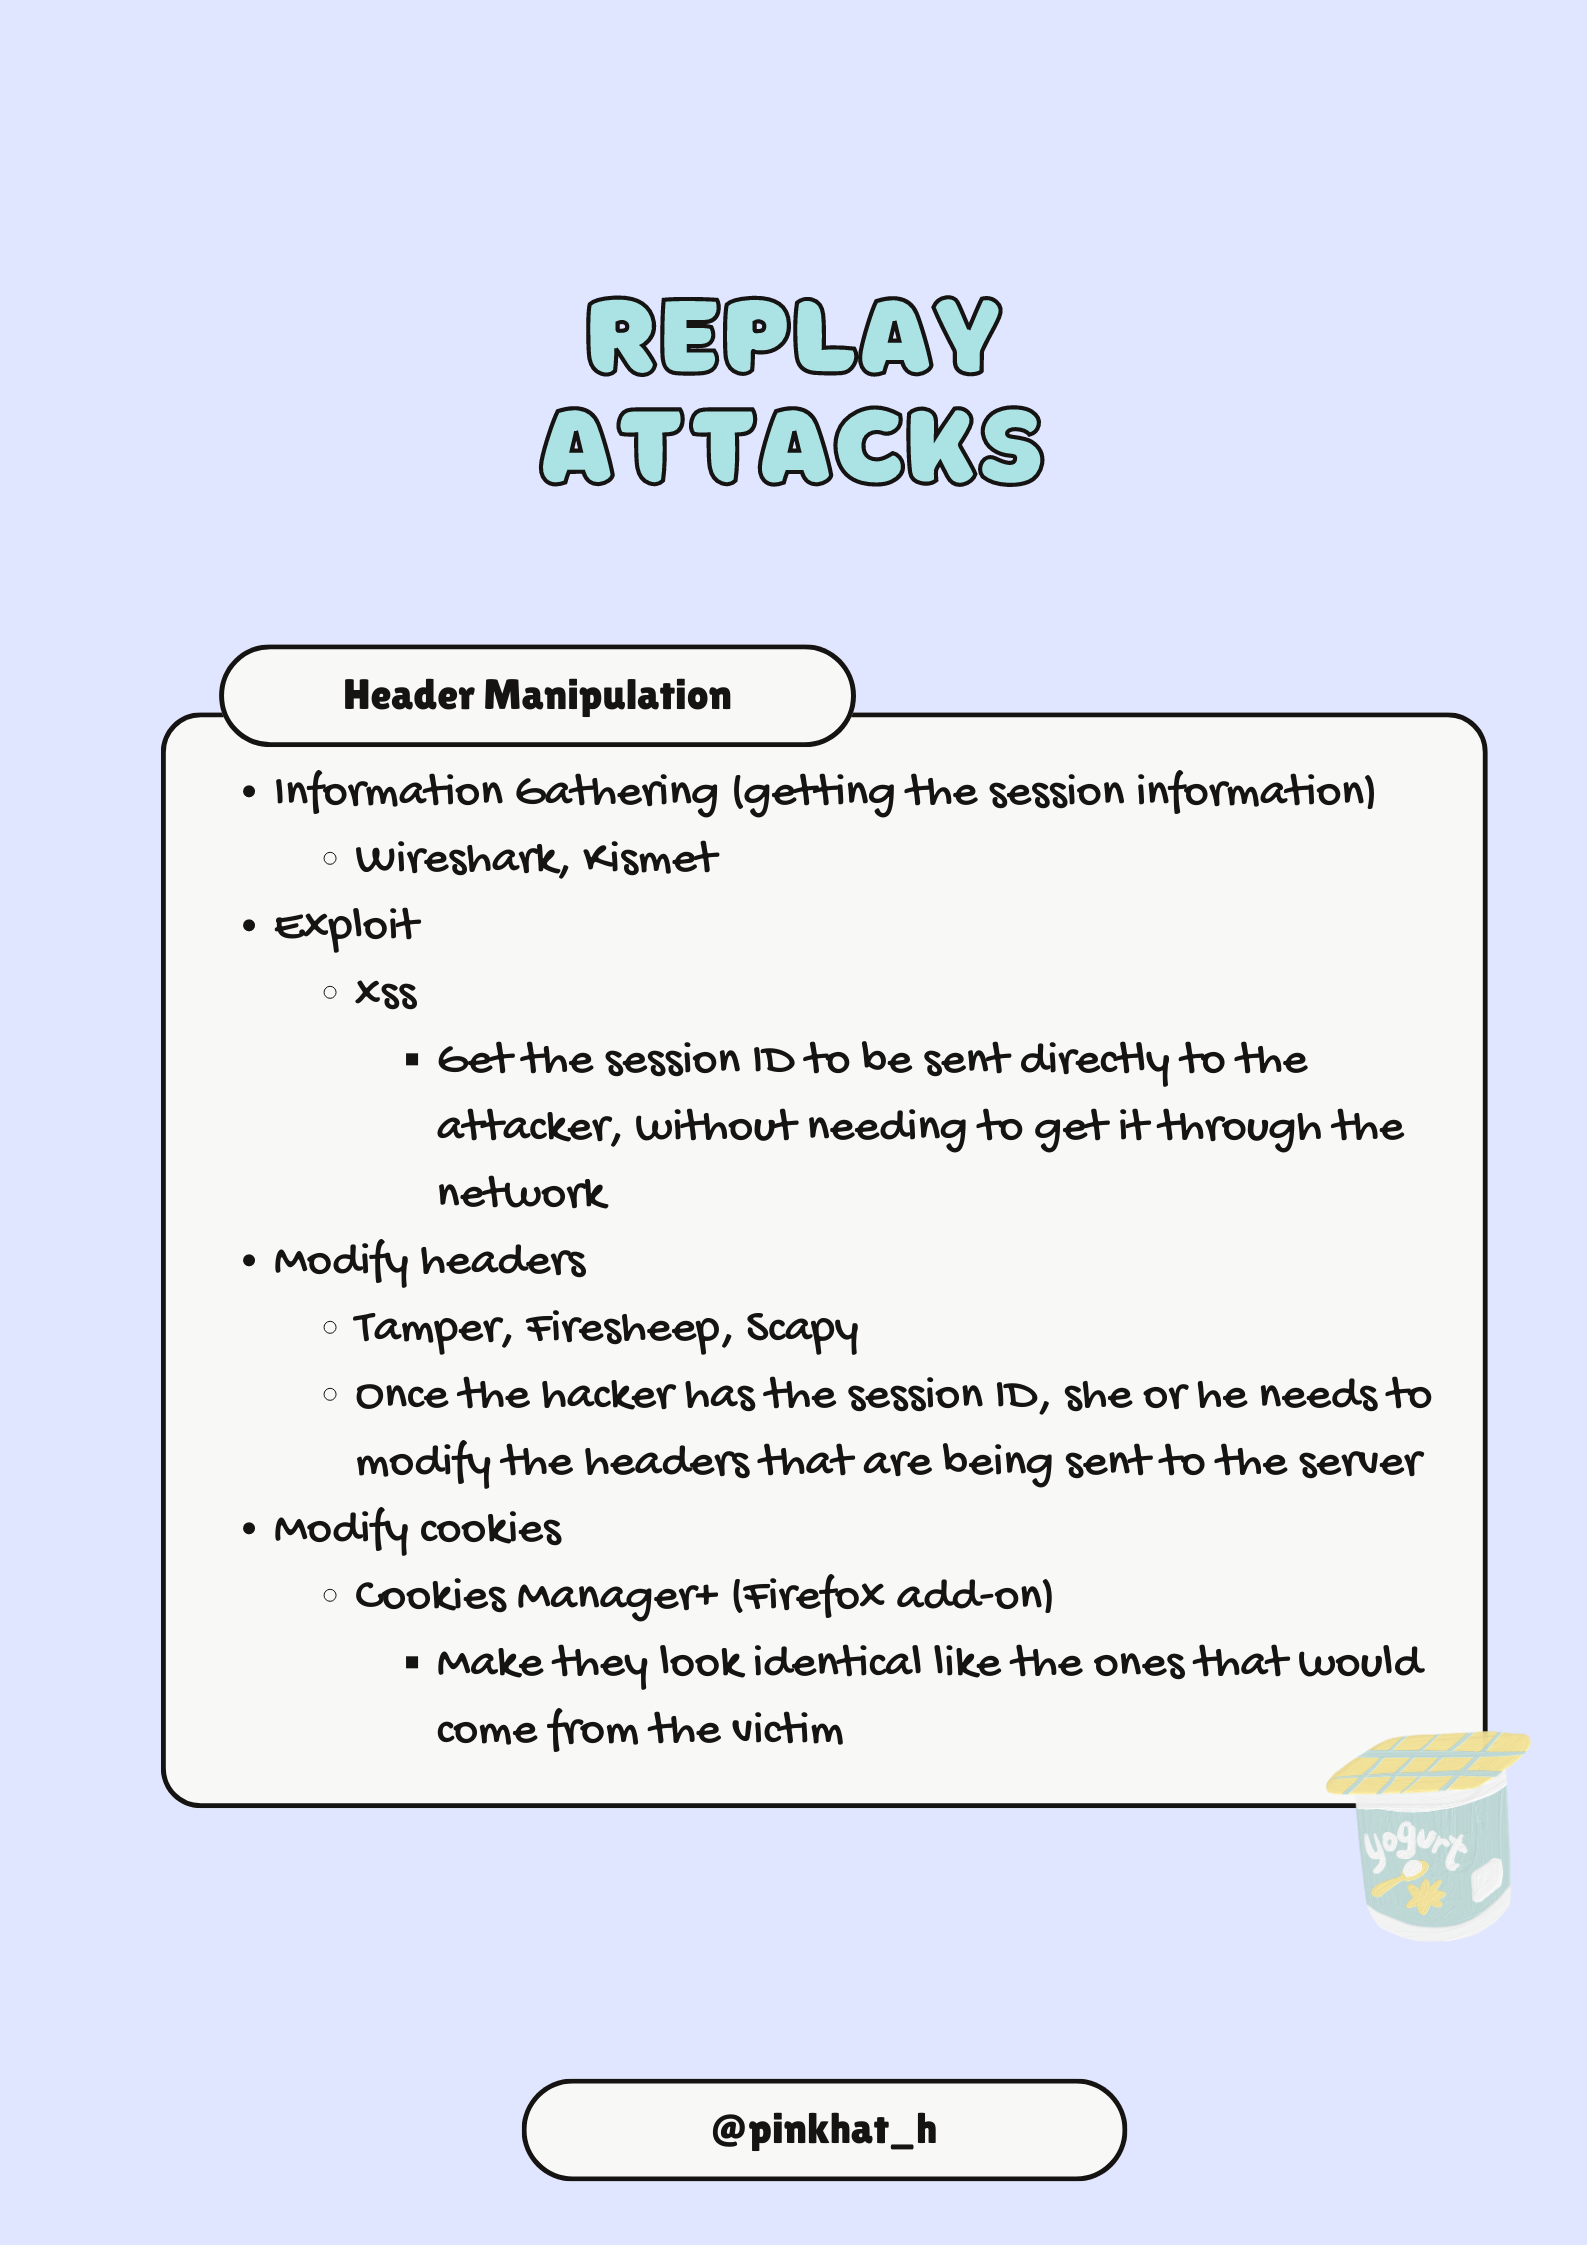 REPLAY
ATTACKS
Header Manipulation
• Information Gathering (getting the session information)
○ Wireshark, Kismet
• Exploit
○ XSS
▪ Get the session ID to be sent directly to the
attacker, without needing to get it through the
network
• Modify headers
○ Tamper, Firesheep, Scapy
○ Once the hacker has the session ID, she or he needs to
modify the headers that are being sent to the server
• Modify cookies
○ Cookies Manager+ (Firefox add-on)
▪ Make they look identical like the ones that would
come from the victim
yogurt
@pinkhat_h